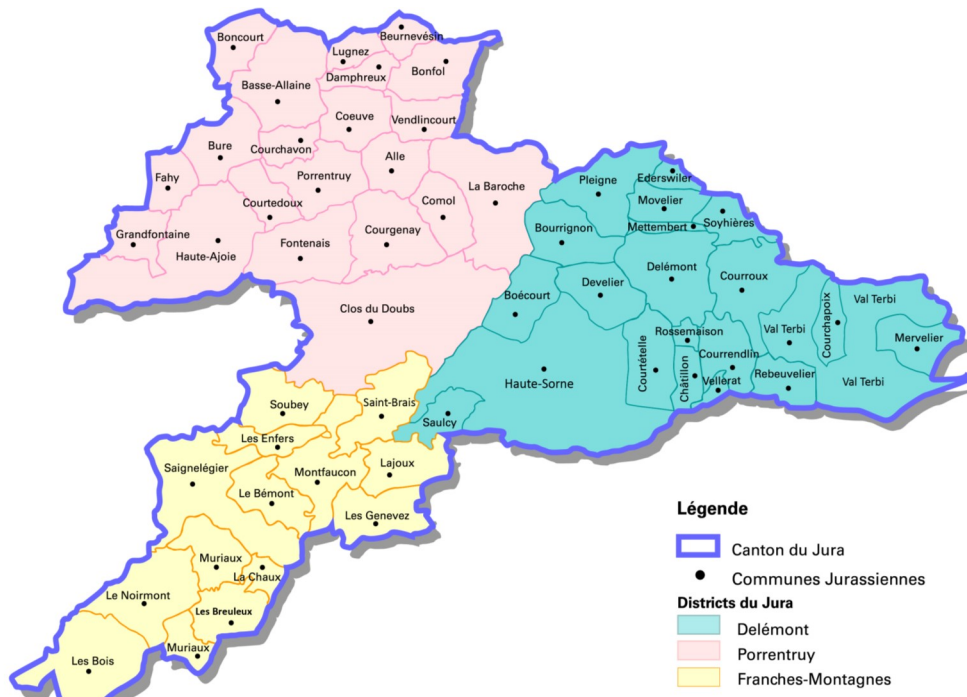 Boncourt
Beurnevésin
Lugnez
Damphreux
Bonfol
Basse-Allaine
Coeuve
Vendlincourt
Bure
Courchavon
Alle
Fahy
Porrentruy
La Baroche
Courtedoux
Comol
Grandfontaine
Haute-Ajoie
Fontenais
Courgenay
Clos du Doubs
Pleigne
Ederswiler
Movelier
Mettembert
Soyhières
Bourrignon
Delémont
Courroux
Develier
Boécourt
Val Terbi
Courchapoix
Val Terbi
Mervelier
Rossemaison
Courtételle
Châtillon
Courrendlin
Vellerat
Rebeuvelier
Val Terbi
Haute-Sorne
Saulcy
Saint-Brais
Soubey
Les Enfers
Saignelégier
Montfaucon
Lajoux
Le Bémont
Les Genevez
Muriaux
La Chaux
Le Noirmont
Les Breuleux
Muriaux
Les Bois
Légende
Canton du Jura
Communes Jurassiennes
Districts du Jura
Delémont
Porrentruy
Franches-Montagnes